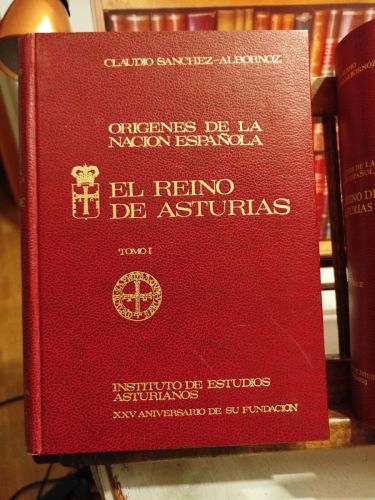 CLAUDIO SANCHEZ-ALBORNOZ
ORIGENES DE LA
NACION ESPAÑOLA
EL REINO
DE ASTURIAS
TOMO I
INSTITUTO DE ESTUDIOS
ASTURIANOS
XXV ANIVERSARIO DE SU FUNDACION